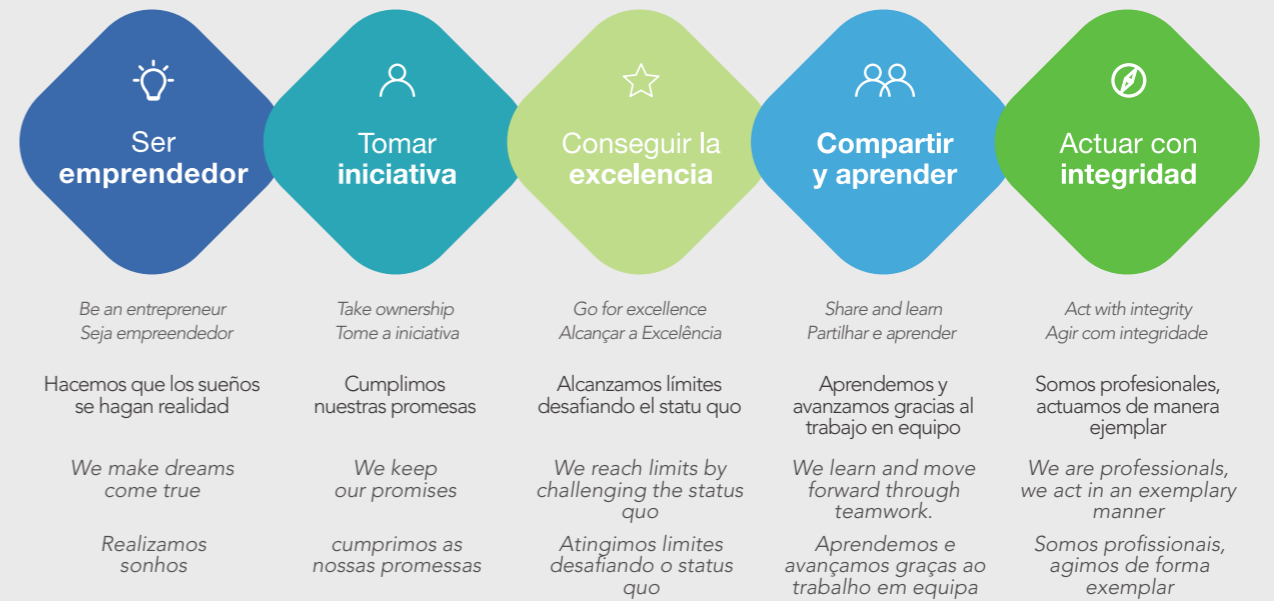 Ser
emprendedor
Be an entrepreneur
Seja empreendedor
Hacemos que los sueños
se hagan realidad
We make dreams
come true
Realizamos
sonhos
Tomar
iniciativa
Take ownership
Tome a iniciativa
Cumplimos
nuestras promesas
We keep
our promises
cumprimos as
nossas promessas
Conseguir la
excelencia
Go for excellence
Alcançar a Excelência
Alcanzamos límites
desafiando el statu quo
We reach limits by
challenging the status
quo
Atingimos limites
desafiando o status
quo
Compartir
y aprender
Share and learn
Partilhar e aprender
Aprendemos y
avanzamos gracias al
trabajo en equipo
We learn and move
forward through
teamwork.
Aprendemos e
avançamos graças ao
trabalho em equipa
Actuar con
integridad
Act with integrity
Agir com integridade
Somos profesionales,
actuamos de manera
ejemplar
We are professionals,
we act in an exemplary
manner
Somos profissionais,
agimos de forma
exemplar